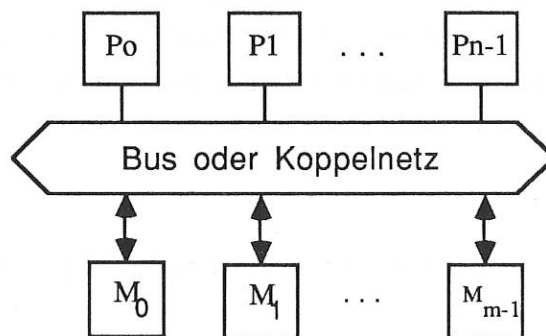 Po P1 . . . Pn-1
Bus oder Koppelnetz
M0 M1 ... Mm-1